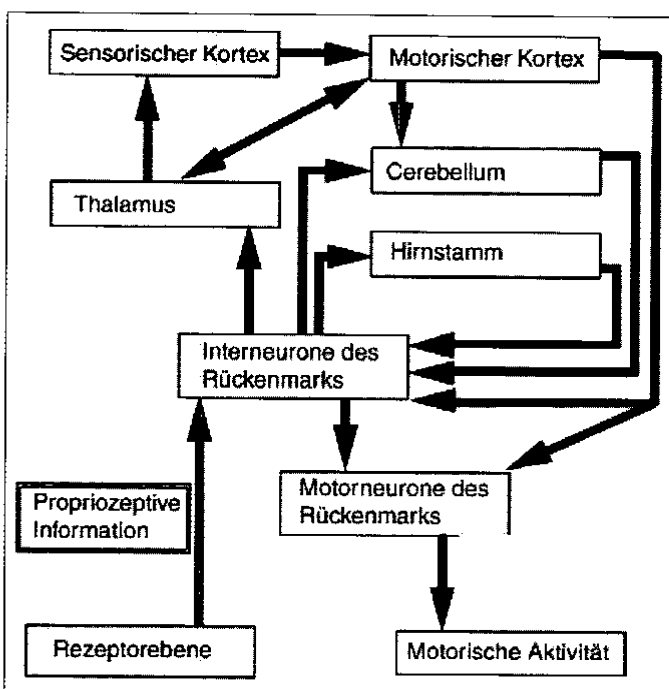 Sensorischer Kortex
Motorischer Kortex
Cerebellum
Thalamus
Hirnstamm
Interneurone des
Rückenmarks
Motorneurone des
Rückenmarks
Propriozeptive
Information
Rezeptorebene
Motorische Aktivität